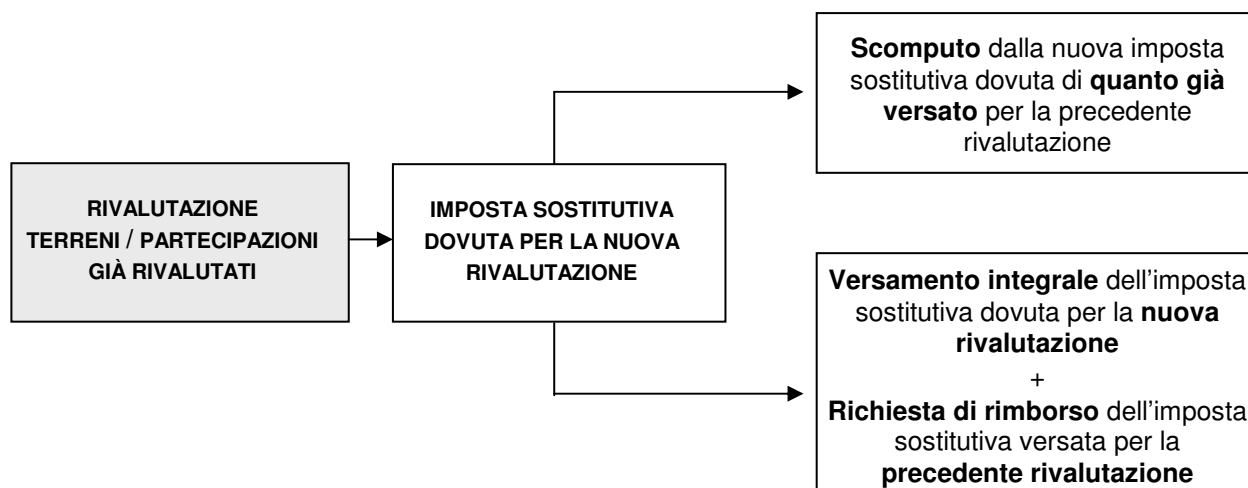 RIVALUTAZIONE
TERRENI / PARTECIPAZIONI
GIÀ RIVALUTATI
IMPOSTA SOSTITUTIVA
DOVUTA PER LA NUOVA
RIVALUTAZIONE
Scomputo dalla nuova imposta
sostitutiva dovuta di quanto già
versato per la precedente
rivalutazione
Versamento integrale dell'imposta
sostitutiva dovuta per la nuova
rivalutazione
+
Richiesta di rimborso dell'imposta
sostitutiva versata per la
precedente rivalutazione